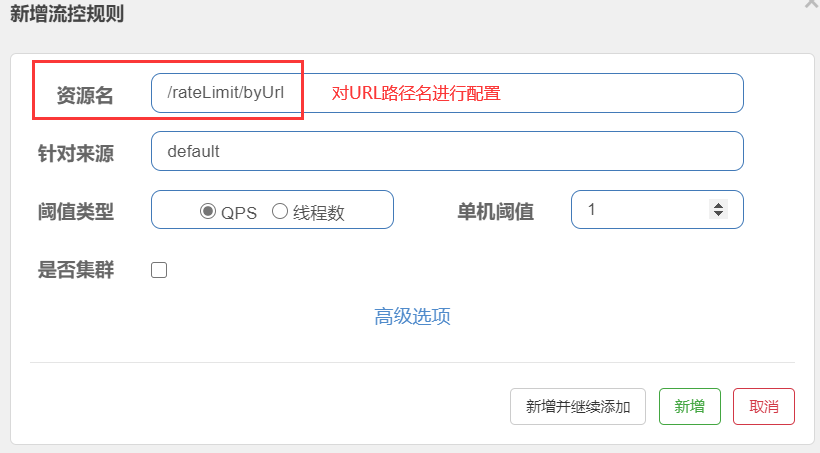 新增流控规则
资源名 /rateLimit/byUrl 对URL路径名进行配置
针对来源 default
阈值类型 QPS 线程数 单机阈值 1
是否集群
高级选项
新增并继续添加 新增 取消